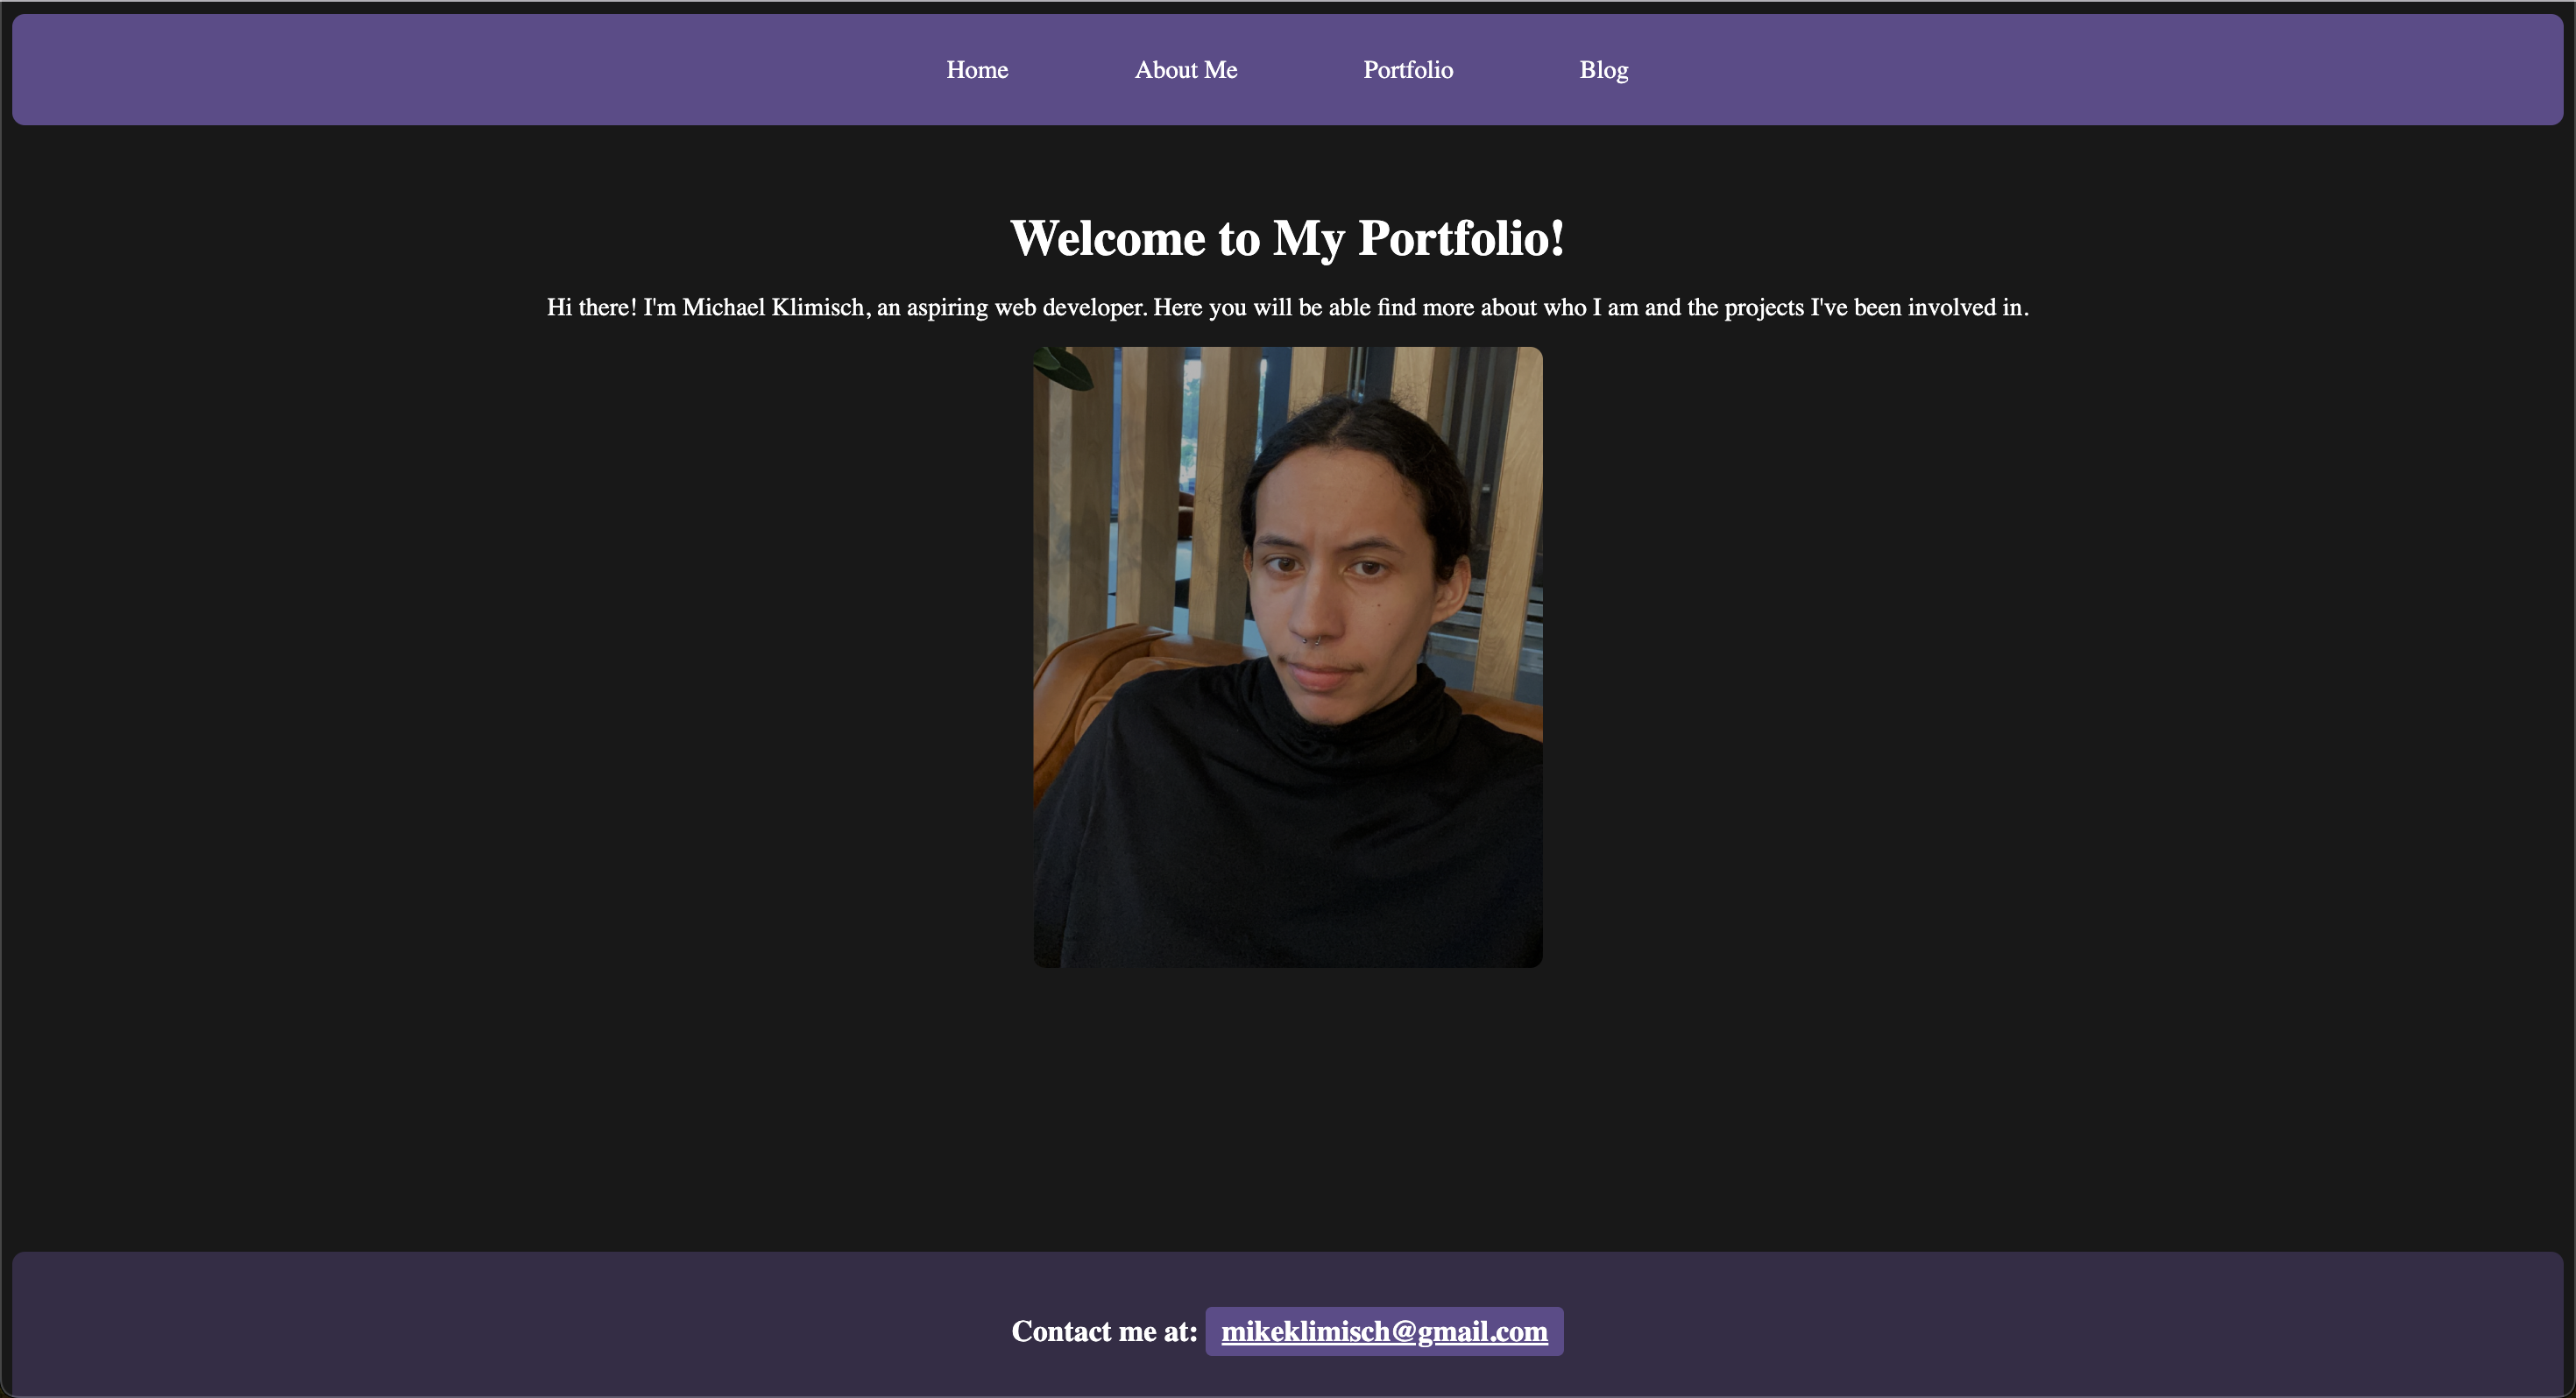 Home About Me Portfolio Blog
Welcome to My Portfolio!
Hi there! I'm Michael Klimisch, an aspiring web developer. Here you will be able find more about who I am and the projects I've been involved in.
Contact me at: mikeklimisch@gmail.com